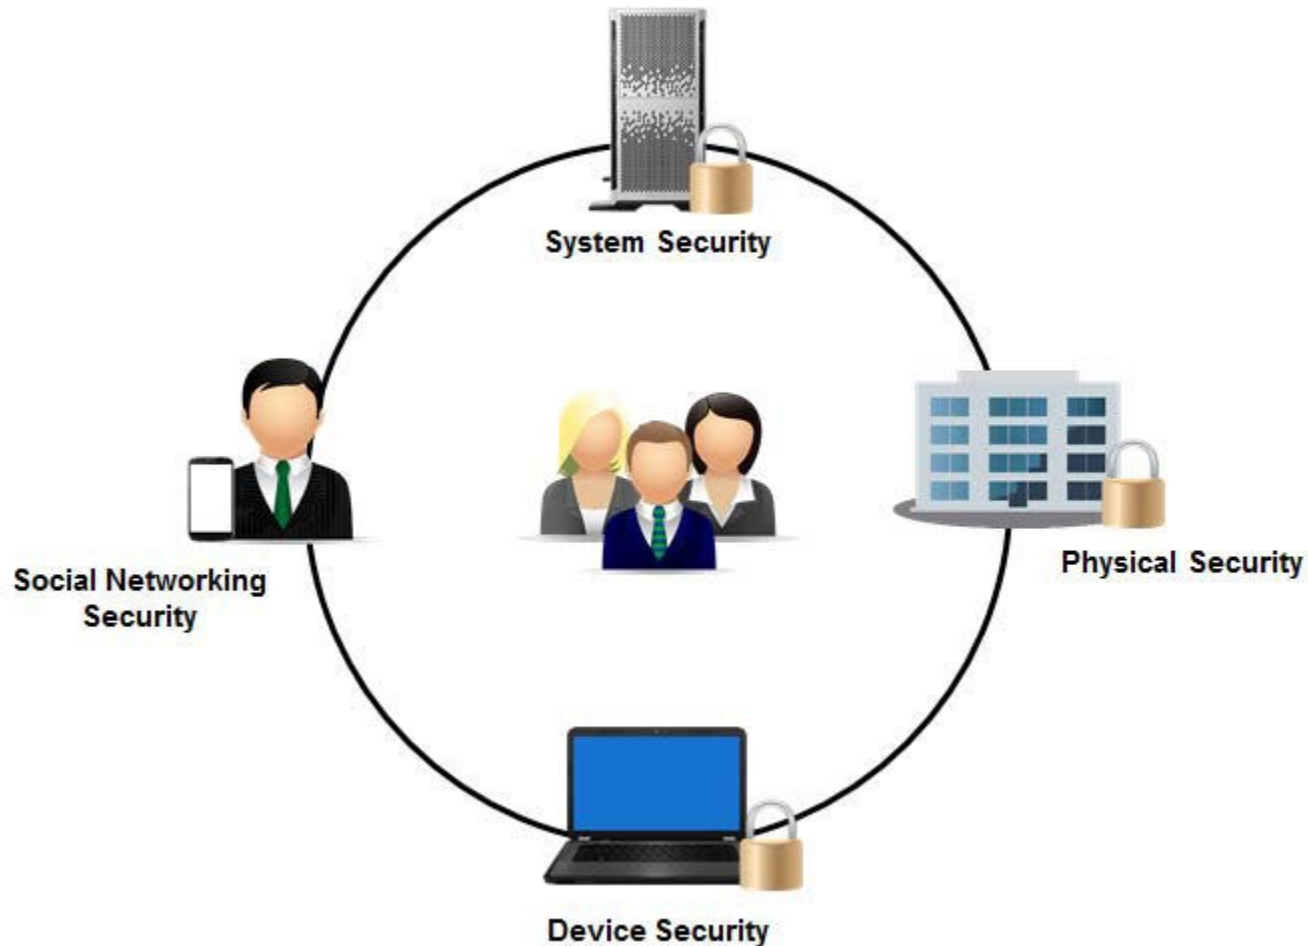 System Security
Social Networking
Security
Physical Security
Device Security